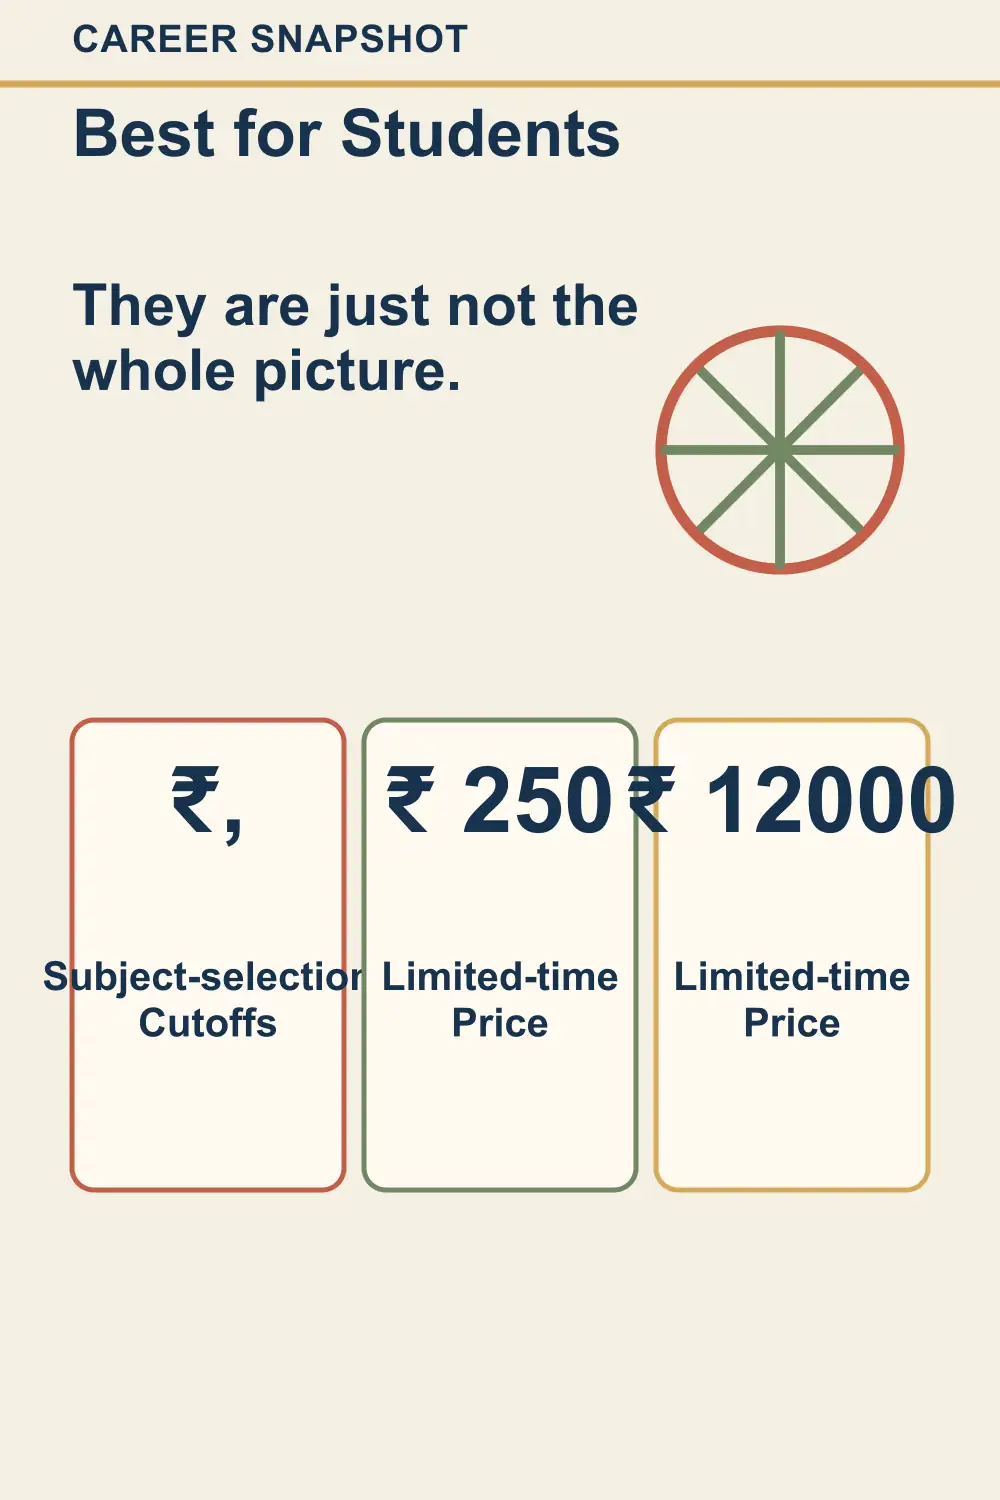 CAREER SNAPSHOT
Best for Students
They are just not the
whole picture.
₹,
₹ 250
₹ 12000
Subject-selection
Cutoffs
Limited-time
Price
Limited-time
Price